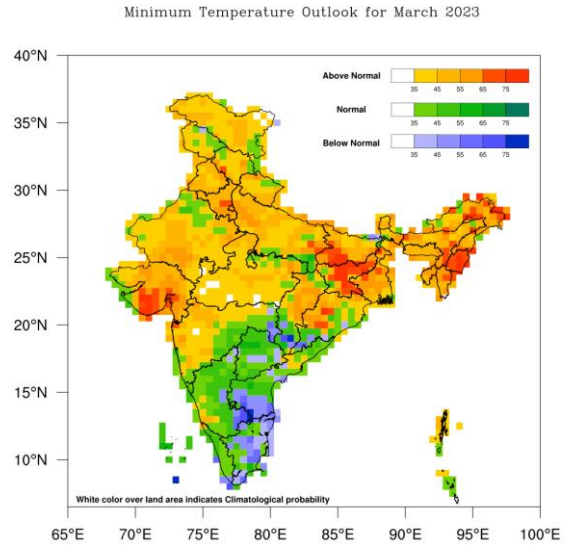 Minimum Temperature Outlook for March 2023
40°N
35°N
30°N
25°N
20°N
15°N
10°N
Above Normal
35 45 55 65 75
Normal
35 45 55 65 75
Below Normal
35 45 55 65 75
White color over land area indicates Climatological probability
65°E 70°E 75°E 80°E 85°E 90°E 95°E 100°E